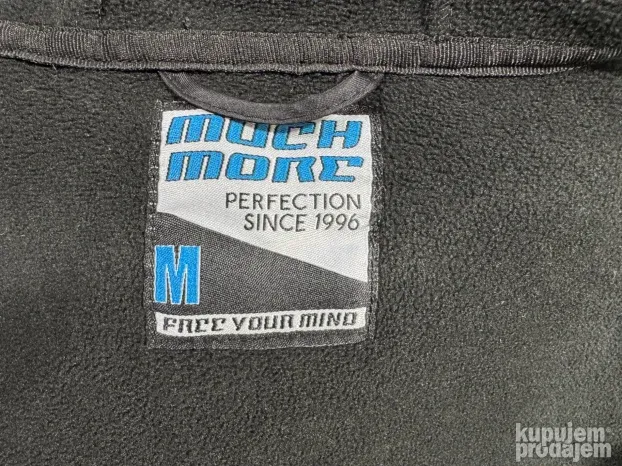 MUCH
MORE
PERFECTION
SINCE 1996
M
FREE YOUR MIND
kupujem
prodajem